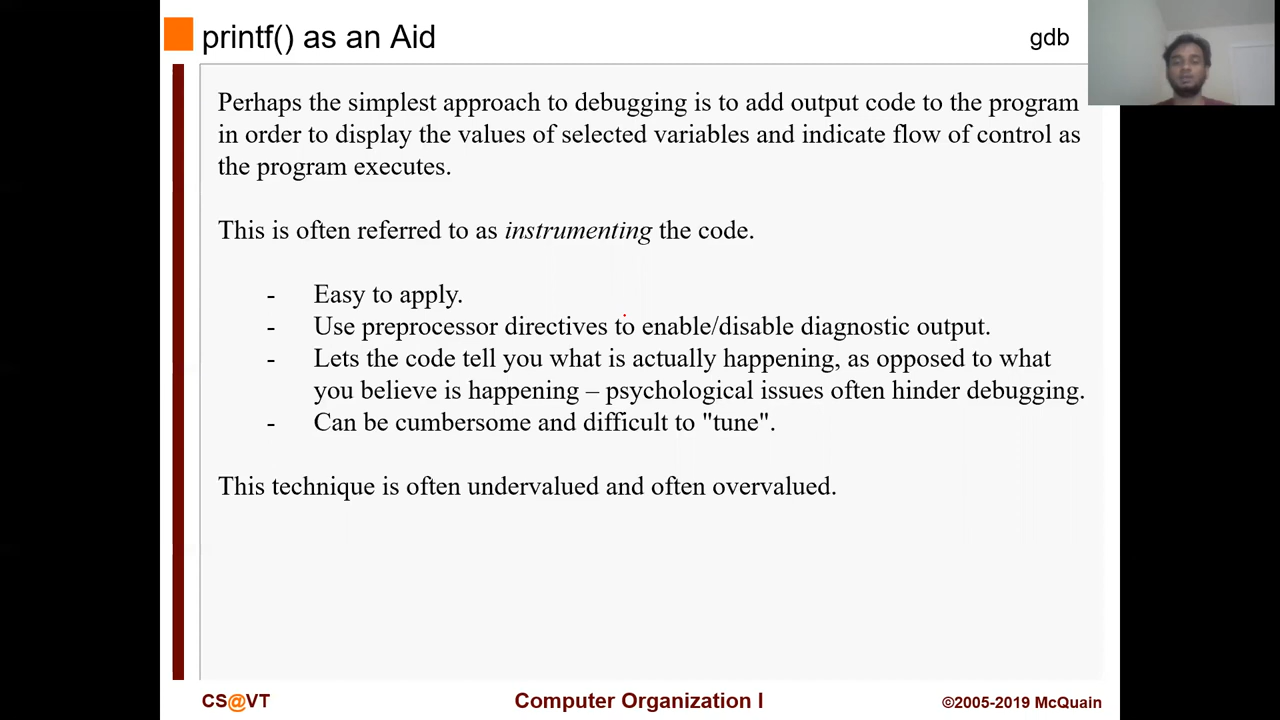 printf() as an Aid
gdb
Perhaps the simplest approach to debugging is to add output code to the program
in order to display the values of selected variables and indicate flow of control as
the program executes.
This is often referred to as instrumenting the code.
- Easy to apply.
- Use preprocessor directives to enable/disable diagnostic output.
- Lets the code tell you what is actually happening, as opposed to what
you believe is happening – psychological issues often hinder debugging.
- Can be cumbersome and difficult to "tune".
This technique is often undervalued and often overvalued.
CS@VT
Computer Organization I
©2005-2019 McQuain